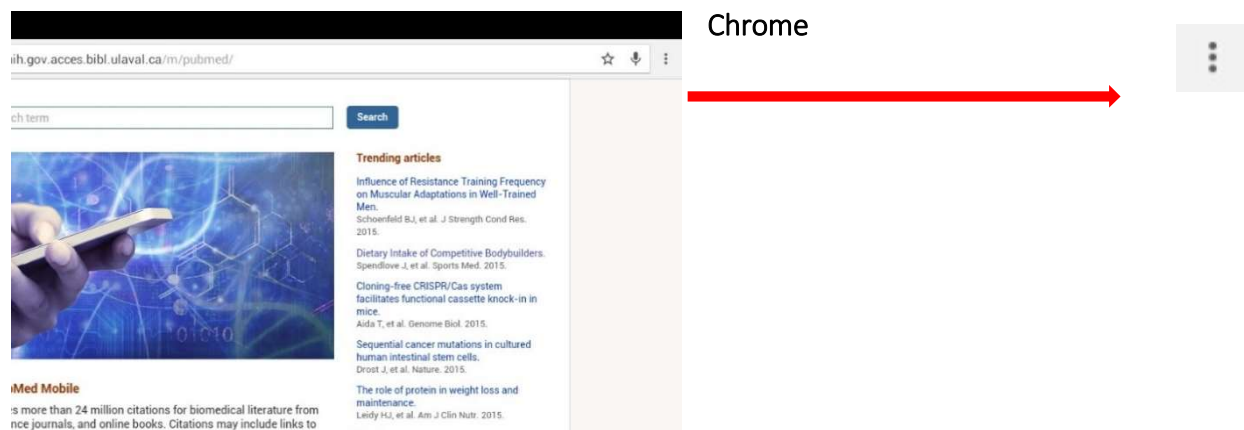 Chrome
ih.gov.acces.bibl.ulaval.ca/m/pubmed/
ch term
Search
Trending articles
Influence of Resistance Training Frequency
on Muscular Adaptations in Well-Trained
Men.
Schoenfeld BJ, et al. J Strength Cond Res.
2015.
Dietary Intake of Competitive Bodybuilders.
Spendlove J, et al. Sports Med. 2015.
Cloning-free CRISPR/Cas system
facilitates functional cassette knock-in in
mice.
Aida T, et al. Genome Biol. 2015.
Sequential cancer mutations in cultured
human intestinal stem cells.
Drost J, et al. Nature. 2015.
The role of protein in weight loss and
maintenance.
Leidy HJ, et al. Am J Clin Nutr. 2015.
01010
Med Mobile
s more than 24 million citations for biomedical literature from
nce journals, and online books. Citations may include links to